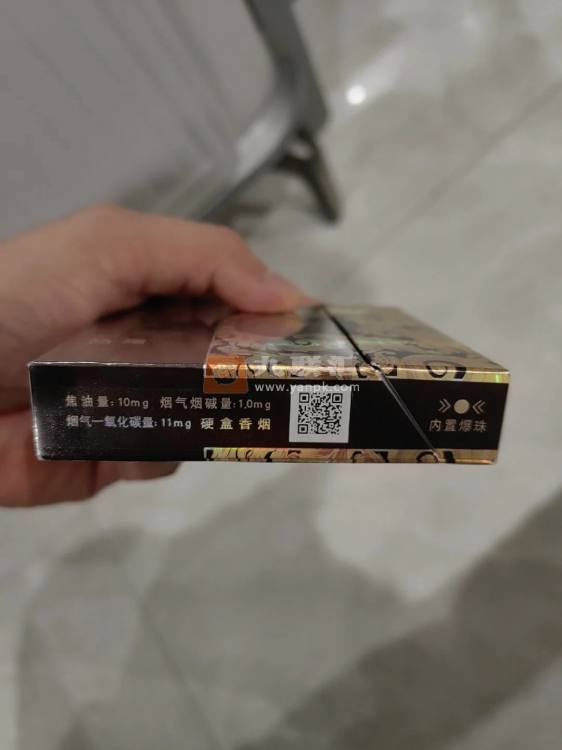 www.yanpk.com
焦油量:10mg 烟气烟碱量:1.0mg
烟气一氧化碳量:11mg 硬盒香烟
内置爆珠